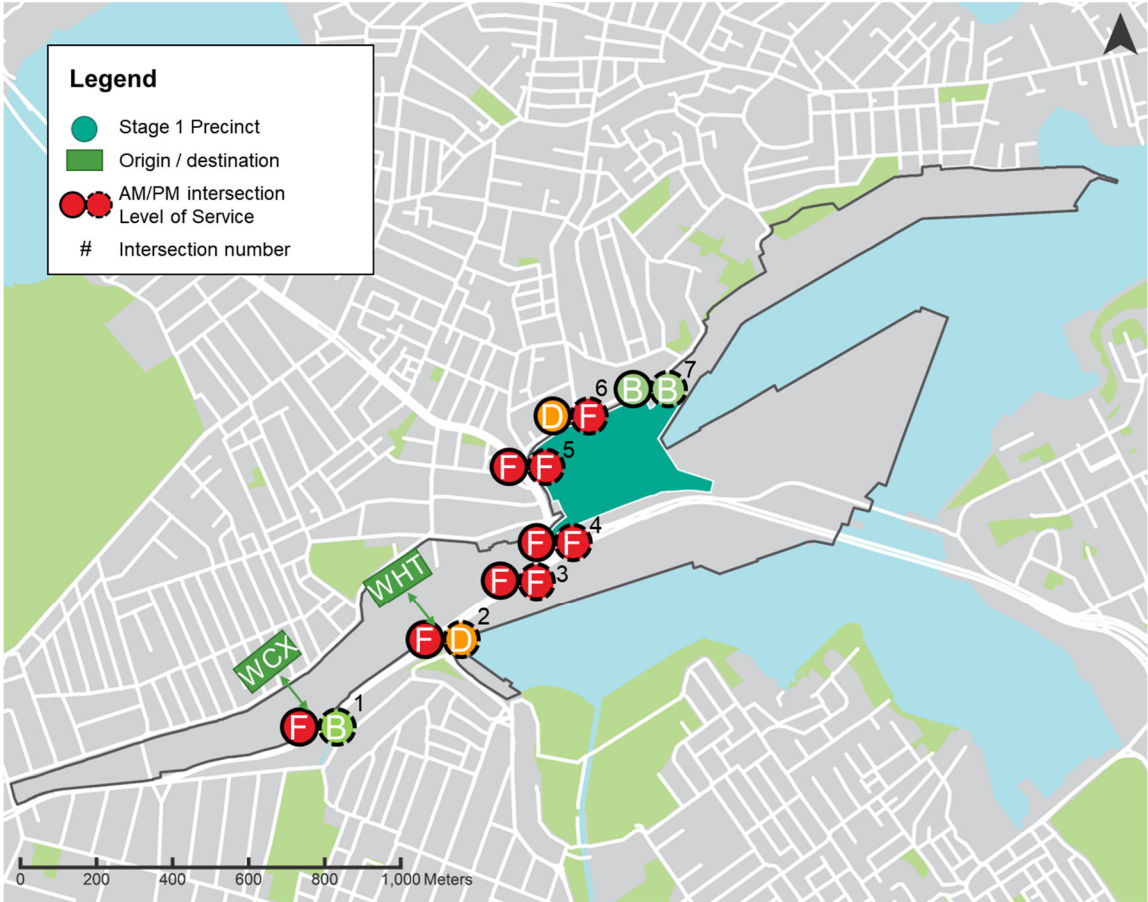 Legend
Stage 1 Precinct
Origin / destination
AM/PM intersection
Level of Service
# Intersection number
B B 7
D F 6
F F 5
F F 4
F F 3
WHT
F D 2
WCX
F B 1
0 200 400 600 800 1,000 Meters